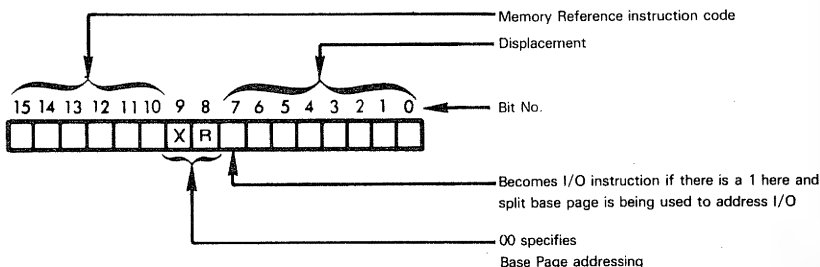 Memory Reference instruction code
Displacement
15 14 13 12 11 10 9 8 7 6 5 4 3 2 1 0
Bit No.
X R
Becomes I/O instruction if there is a 1 here and
split base page is being used to address I/O
00 specifies
Base Page addressing